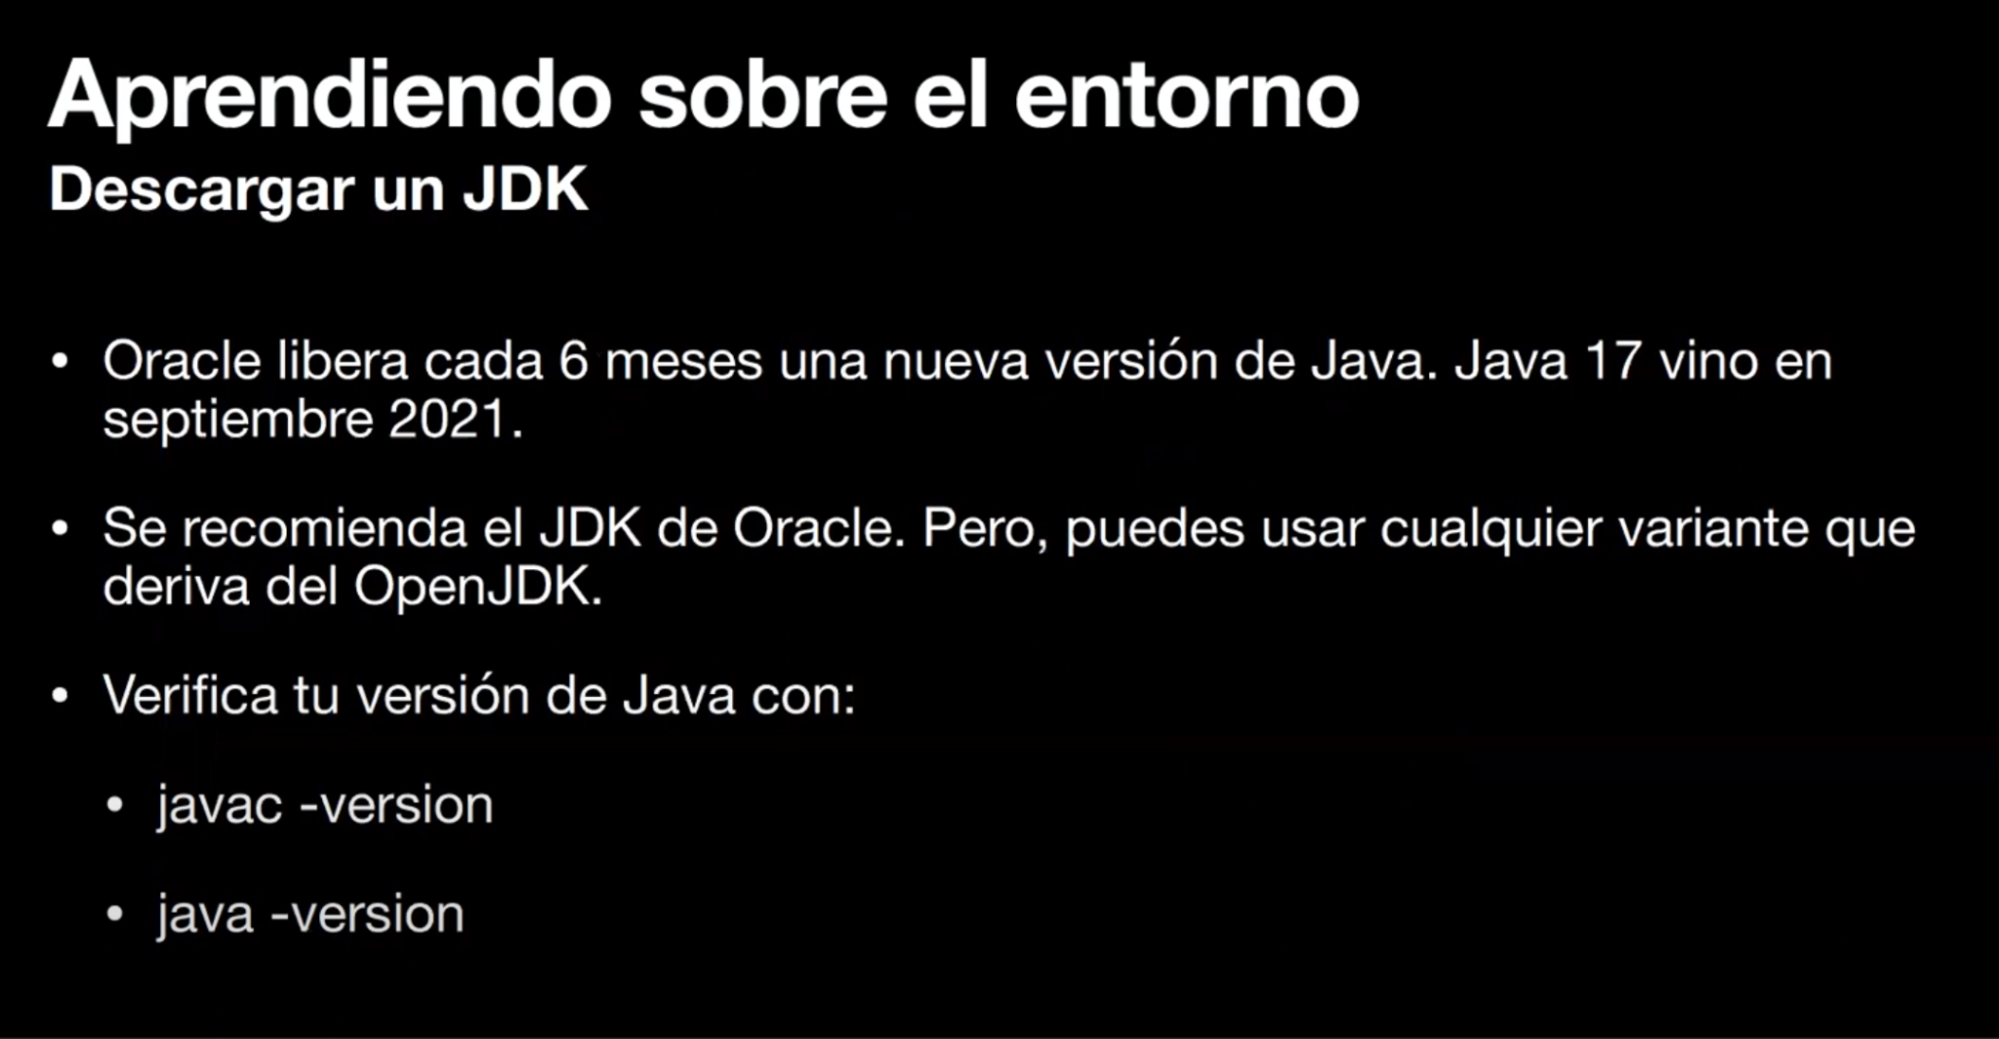 Aprendiendo sobre el entorno
Descargar un JDK
• Oracle libera cada 6 meses una nueva versión de Java. Java 17 vino en
septiembre 2021.
• Se recomienda el JDK de Oracle. Pero, puedes usar cualquier variante que
deriva del OpenJDK.
• Verifica tu versión de Java con:
• javac -version
• java -version